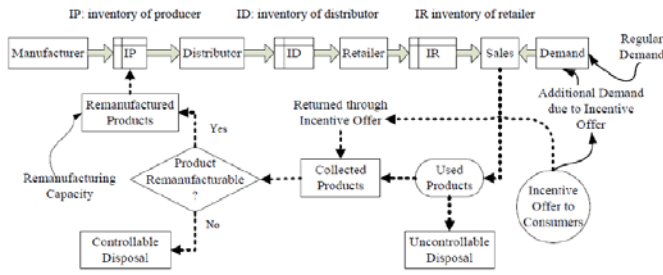 IP: inventory of producer
ID: inventory of distributor
IR: inventory of retailer
Manufacturer
IP
Distributor
ID
Retailer
IR
Sales
Demand
Regular
Demand
Remanufactured
Products
Returned through
Incentive Offer
Additional Demand
due to Incentive
Offer
Yes
Product
Remanufacturable
?
Remanufacturing
Capacity
Collected
Products
Used
Products
Incentive
Offer to
Consumers
No
Controllable
Disposal
Uncontrollable
Disposal